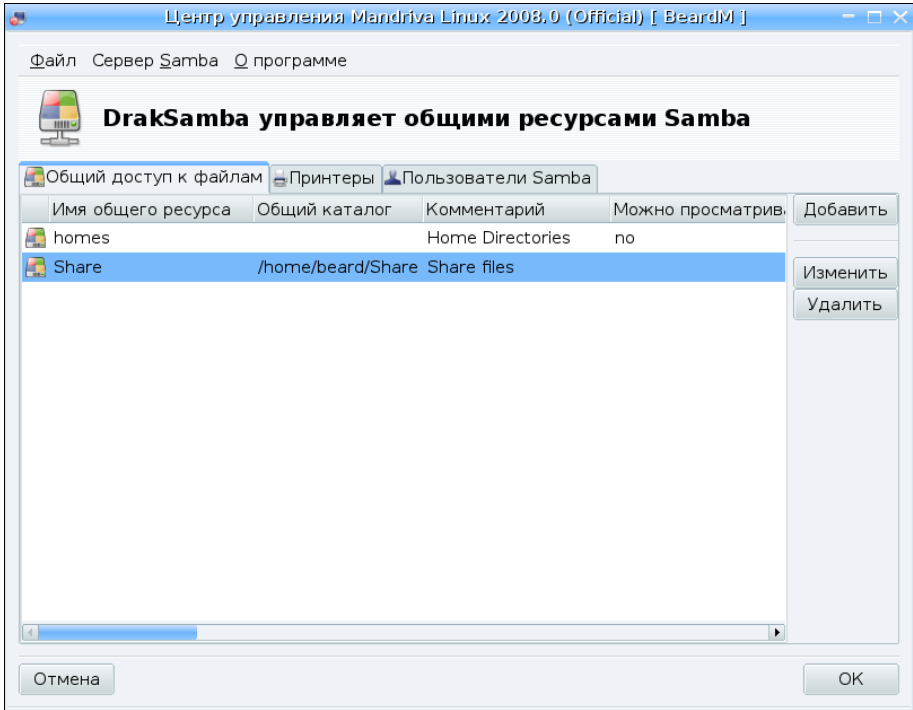 Центр управления Mandriva Linux 2008.0 (Official) [ BeardM ]
Файл Сервер Samba О программе
DrakSamba управляет общими ресурсами Samba
Общий доступ к файлам Принтеры Пользователи Samba
Имя общего ресурса Общий каталог Комментарий Можно просматрив Добавить
homes Home Directories no
Share /home/beard/Share Share files Изменить
Удалить
Отмена OK